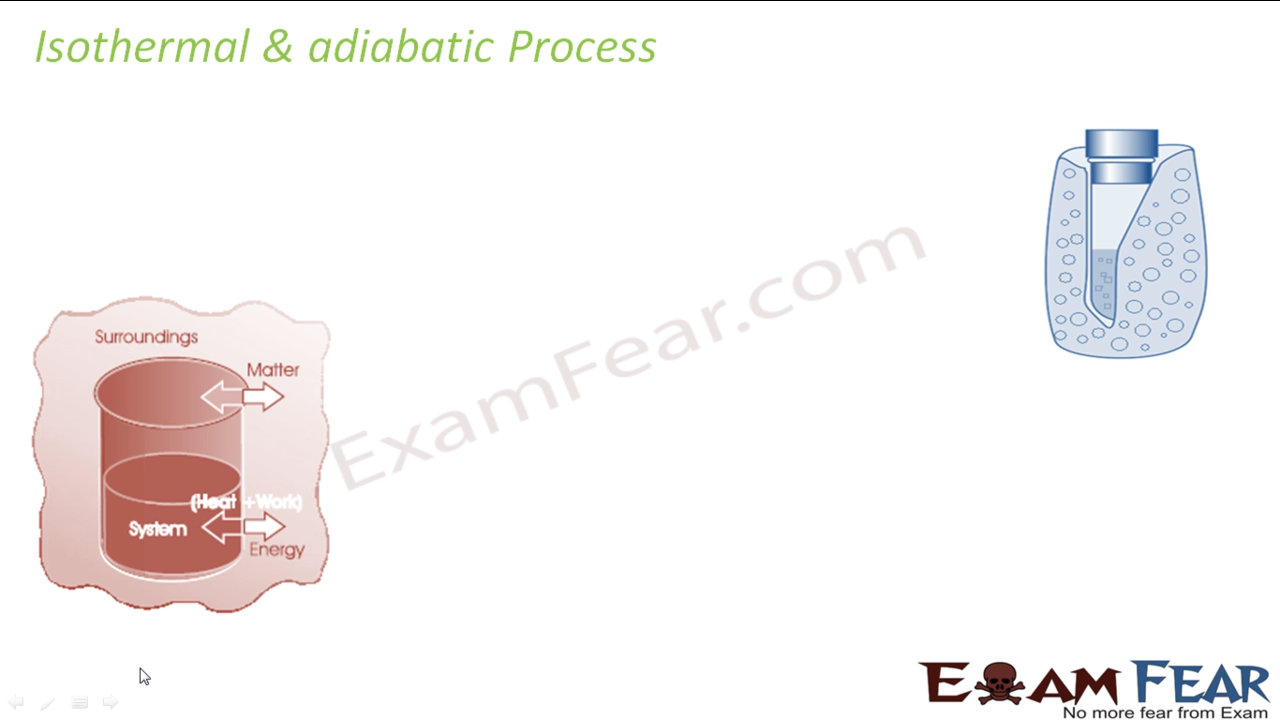 Isothermal & adiabatic Process
ExamFear.com
Surroundings
Matter
(Heat +Work)
System
Energy
EXAM FEAR
No more fear from Exam